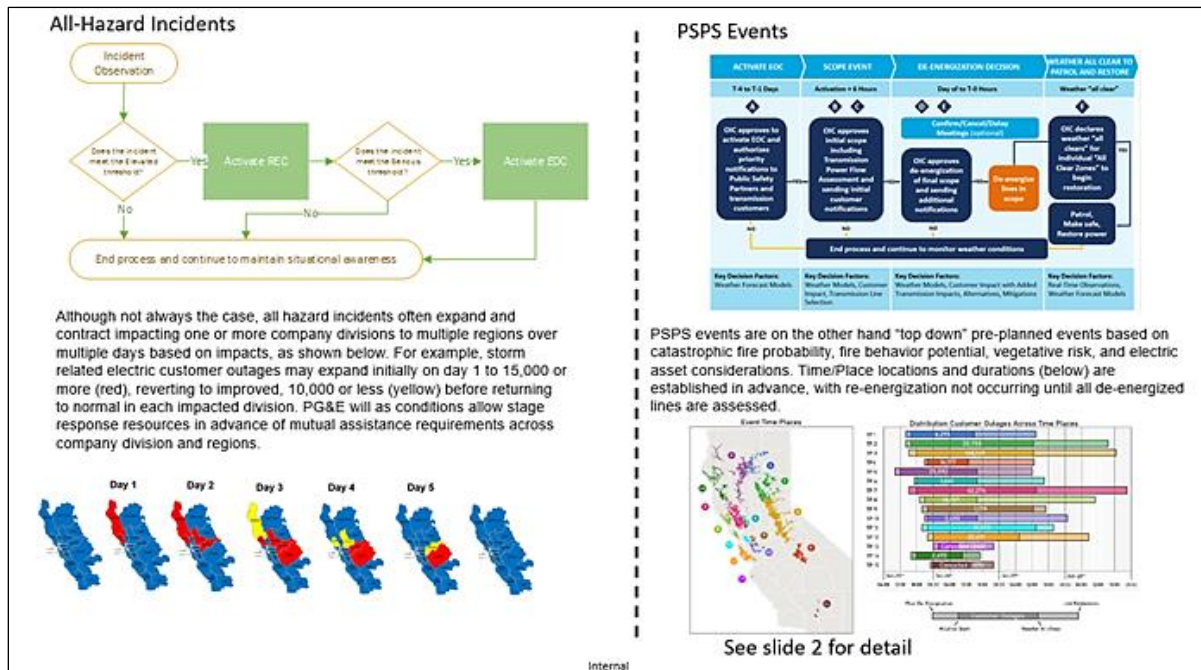 All-Hazard Incidents
Incident
Observation
Does the incident
meet the Elevated
threshold?
Yes
Activate REC
Does the incident
meet the Serious
threshold?
Yes
Activate EOC
No
No
End process and continue to maintain situational awareness
Although not always the case, all hazard incidents often expand and
contract impacting one or more company divisions to multiple regions over
multiple days based on impacts, as shown below. For example, storm
related electric customer outages may expand initially on day 1 to 15,000 or
more (red), reverting to improved, 10,000 or less (yellow) before returning
to normal in each impacted division. PG&E will as conditions allow stage
response resources in advance of mutual assistance requirements across
company division and regions.
Day 1
Day 2
Day 3
Day 4
Day 5
PSPS Events
ACTIVATE EOC
SCOPE EVENT
DE-ENERGIZATION DECISION
WEATHER ALL CLEAR TO
PATROL AND RESTORE
T-4 to T-1 Days
Activation + 6 Hours
Day of to T-0 Hours
Weather "all clear"
A
B
C
D
E
F
Confirm/Cancel/Delay
Meetings (optional)
OIC approves to
activate EOC and
authorizes
priority
notifications to
Public Safety
Partners and
transmission
customers
YES
OIC approves
initial scope
including
Transmission
Power Flow
Assessment and
sending initial
customer
notifications
YES
OIC approves
de-energization
of final scope
and sending
additional
notifications
YES
De-energize
lines in
scope
OIC declares
weather "all
clears" for
individual "All
Clear Zones" to
begin
restoration
Patrol,
Make safe,
Restore power
NO
NO
NO
End process and continue to monitor weather conditions
Key Decision Factors:
Weather Forecast Models
Key Decision Factors:
Weather Models, Customer
Impact, Transmission Line
Selection
Key Decision Factors:
Weather Models, Customer Impact with Added
Transmission Impacts, Alternatives, Mitigations
Key Decision Factors:
Real Time Observations,
Weather Forecast Models
PSPS events are on the other hand "top down" pre-planned events based on
catastrophic fire probability, fire behavior potential, vegetative risk, and electric
asset considerations. Time/Place locations and durations (below) are
established in advance, with re-energization not occurring until all de-energized
lines are assessed.
Event Time Places
Distribution Customer Outages Across Time Places
See slide 2 for detail
Internal